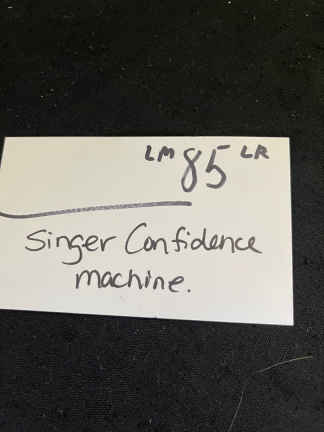 LM 85 LR
Singer Confidence
machine.